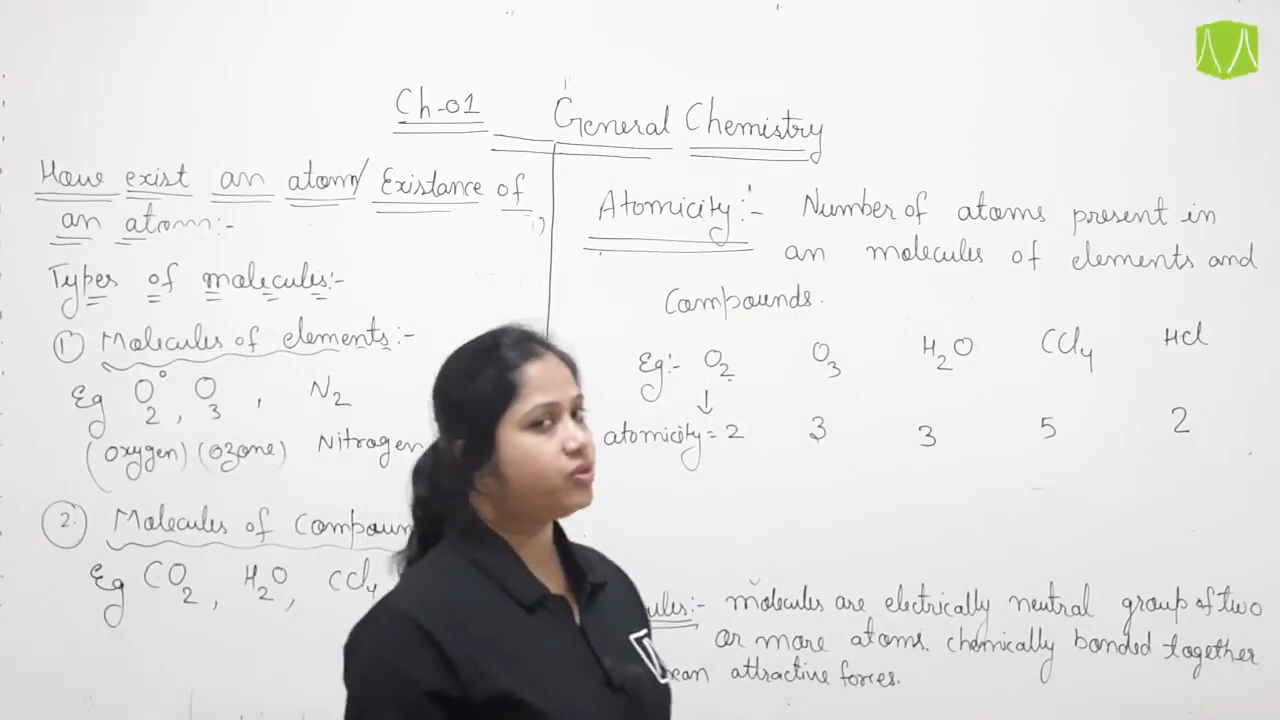 Ch-01 General Chemistry
How exist an atom/ Existance of
an atom:-
Types of molecules:-
1) Molecules of elements:-
Eg O2, O3, N2
(oxygen) (ozone) Nitrogen
2. Molecules of Compoun
Eg CO2, H2O, CCl4
Atomicity:- Number of atoms present in
an molecules of elements and
Compounds.
Eg:- O2 O3 H2O CCl4 HCl
↓
atomicity = 2 3 3 5 2
ules:- molecules are electrically neutral group of two
or more atoms. chemically bonded together
attractive forces.